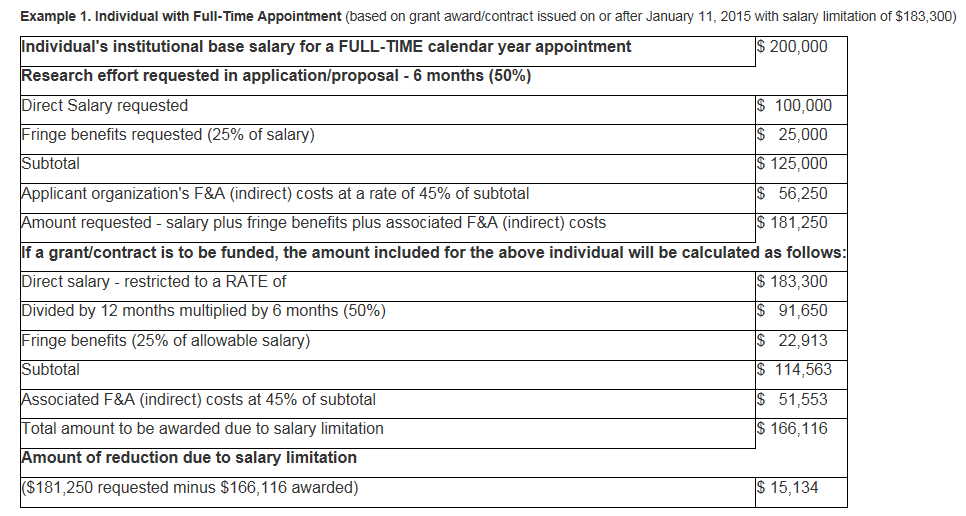 Example 1. Individual with Full-Time Appointment (based on grant award/contract issued on or after January 11, 2015 with salary limitation of $183,300)
Individual's institutional base salary for a FULL-TIME calendar year appointment $ 200,000
Research effort requested in application/proposal - 6 months (50%)
Direct Salary requested $ 100,000
Fringe benefits requested (25% of salary) $ 25,000
Subtotal $ 125,000
Applicant organization's F&A (indirect) costs at a rate of 45% of subtotal $ 56,250
Amount requested - salary plus fringe benefits plus associated F&A (indirect) costs $ 181,250
If a grant/contract is to be funded, the amount included for the above individual will be calculated as follows:
Direct salary - restricted to a RATE of $ 183,300
Divided by 12 months multiplied by 6 months (50%) $ 91,650
Fringe benefits (25% of allowable salary) $ 22,913
Subtotal $ 114,563
Associated F&A (indirect) costs at 45% of subtotal $ 51,553
Total amount to be awarded due to salary limitation $ 166,116
Amount of reduction due to salary limitation
($181,250 requested minus $166,116 awarded) $ 15,134